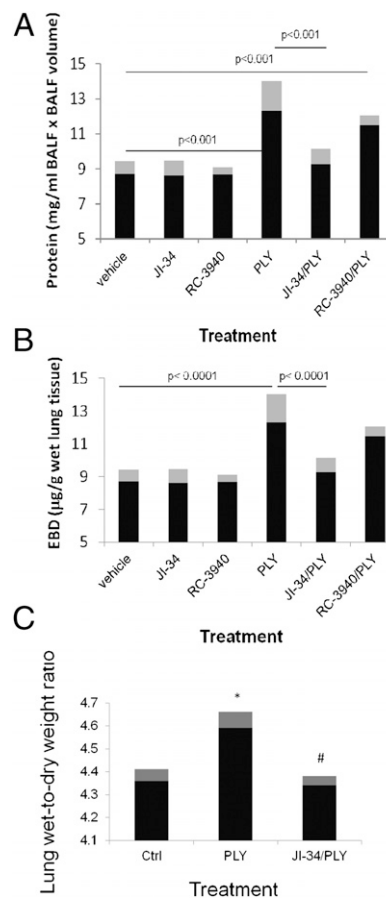 A
p<0.001
p<0.001
p<0.001
Protein (mg/ml BALF x BALF volume)
15
13
11
9
7
5
vehicle
JI-34
RC-3940
PLY
JI-34/PLY
RC-3940/PLY
Treatment
B
p< 0.0001
p< 0.0001
EBD (µg/g wet lung tissue)
15
13
11
9
7
5
vehicle
JI-34
RC-3940
PLY
JI-34/PLY
RC-3940/PLY
Treatment
C
Lung wet-to-dry weight ratio
4.7
4.6
4.5
4.4
4.3
4.2
4.1
*
#
Ctrl
PLY
JI-34/PLY
Treatment